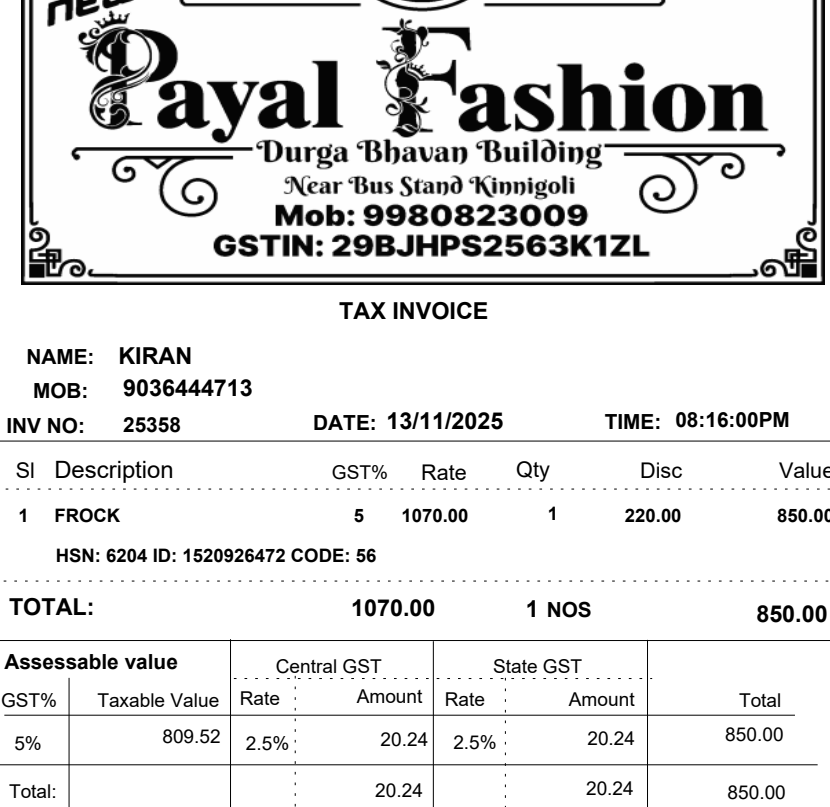 new
Payal Fashion
Durga Bhavan Building
Near Bus Stand Kinnigoli
Mob: 9980823009
GSTIN: 29BJHPS2563K1ZL
TAX INVOICE
NAME: KIRAN
MOB: 9036444713
INV NO: 25358 DATE: 13/11/2025 TIME: 08:16:00PM
Sl Description GST% Rate Qty Disc Value
1 FROCK 5 1070.00 1 220.00 850.00
HSN: 6204 ID: 1520926472 CODE: 56
TOTAL: 1070.00 1 NOS 850.00
Assessable value Central GST State GST
GST% Taxable Value Rate Amount Rate Amount Total
5% 809.52 2.5% 20.24 2.5% 20.24 850.00
Total: 20.24 20.24 850.00